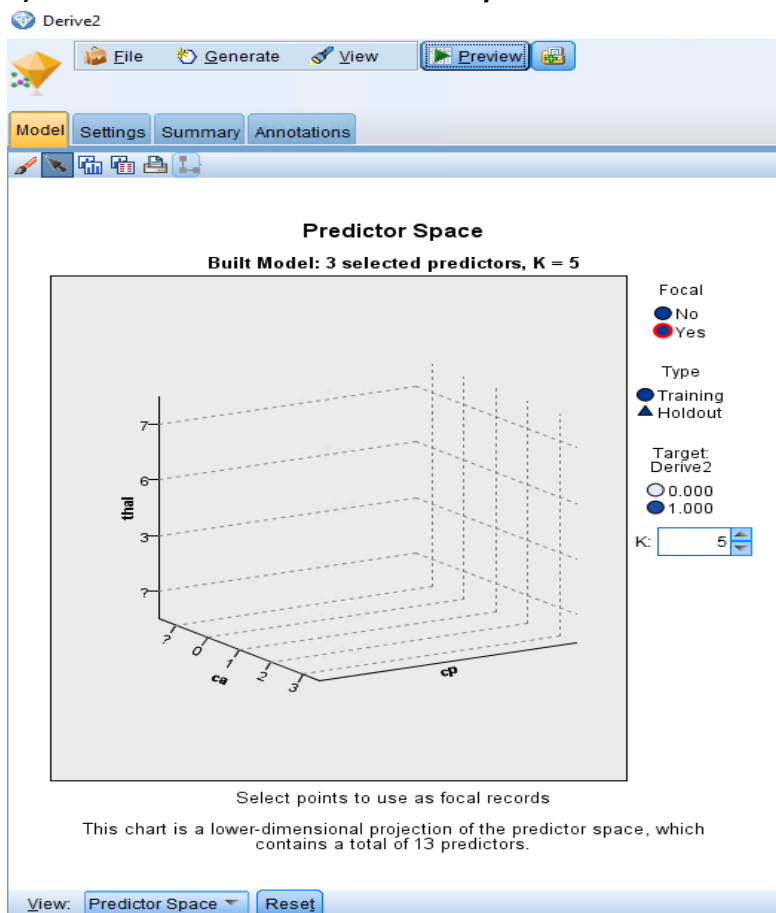 Derive2
File Generate View Preview
Model Settings Summary Annotations
Predictor Space
Built Model: 3 selected predictors, K = 5
Focal
No
Yes
Type
Training
Holdout
Target:
Derive2
0.000
1.000
K: 5
7
6
3
?
thal
?
0
1
2
3
ca
cp
Select points to use as focal records
This chart is a lower-dimensional projection of the predictor space, which
contains a total of 13 predictors.
View: Predictor Space Reset